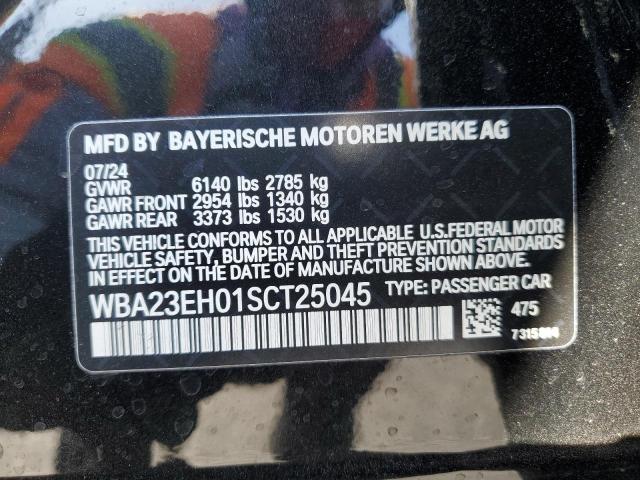 MFD BY BAYERISCHE MOTOREN WERKE AG
07/24
GVWR 6140 lbs 2785 kg
GAWR FRONT 2954 lbs 1340 kg
GAWR REAR 3373 lbs 1530 kg
THIS VEHICLE CONFORMS TO ALL APPLICABLE U.S.FEDERAL MOTOR
VEHICLE SAFETY, BUMPER AND THEFT PREVENTION STANDARDS
IN EFFECT ON THE DATE OF MANUFACTURE SHOWN ABOVE.
WBA23EH01SCT25045 TYPE: PASSENGER CAR
475